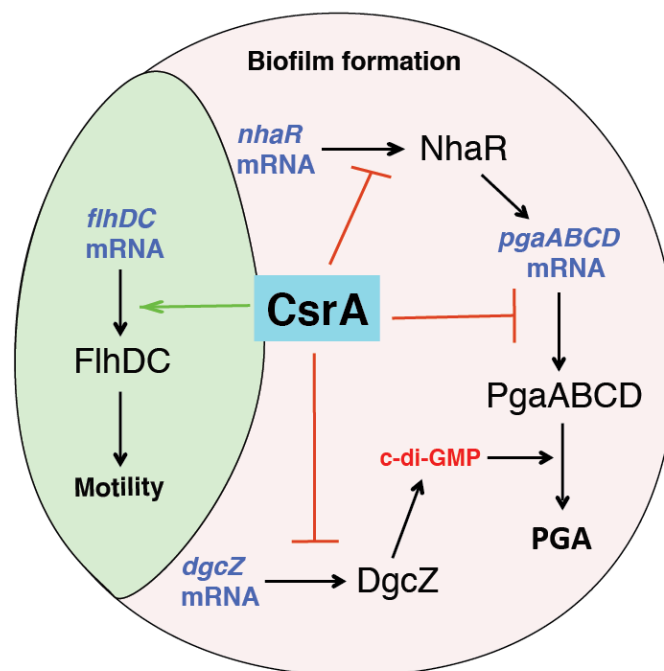 Biofilm formation
nhaR
mRNA
NhaR
flhDC
mRNA
pgaABCD
mRNA
CsrA
FlhDC
PgaABCD
c-di-GMP
Motility
PGA
dgcZ
mRNA
DgcZ